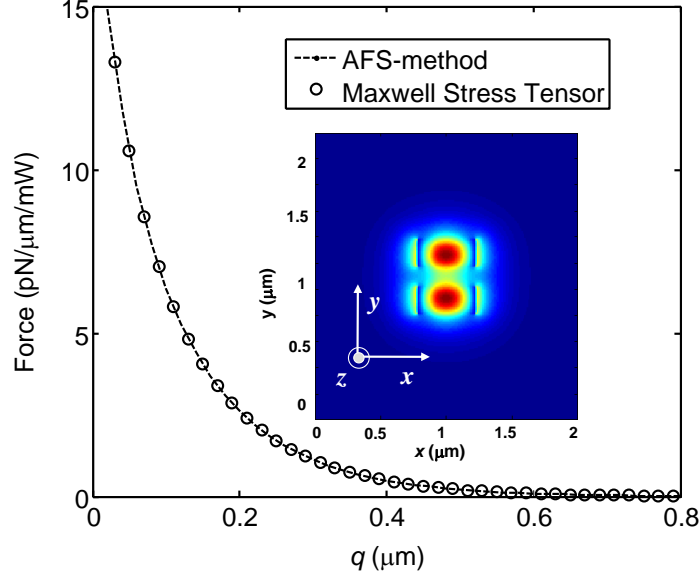 15
10
5
0
Force (pN/μm/mW)
0
0.2
0.4
0.6
0.8
q (μm)
AFS-method
Maxwell Stress Tensor
2
1.5
1
0.5
0
y (μm)
0
0.5
1
1.5
2
x (μm)
y
z
x